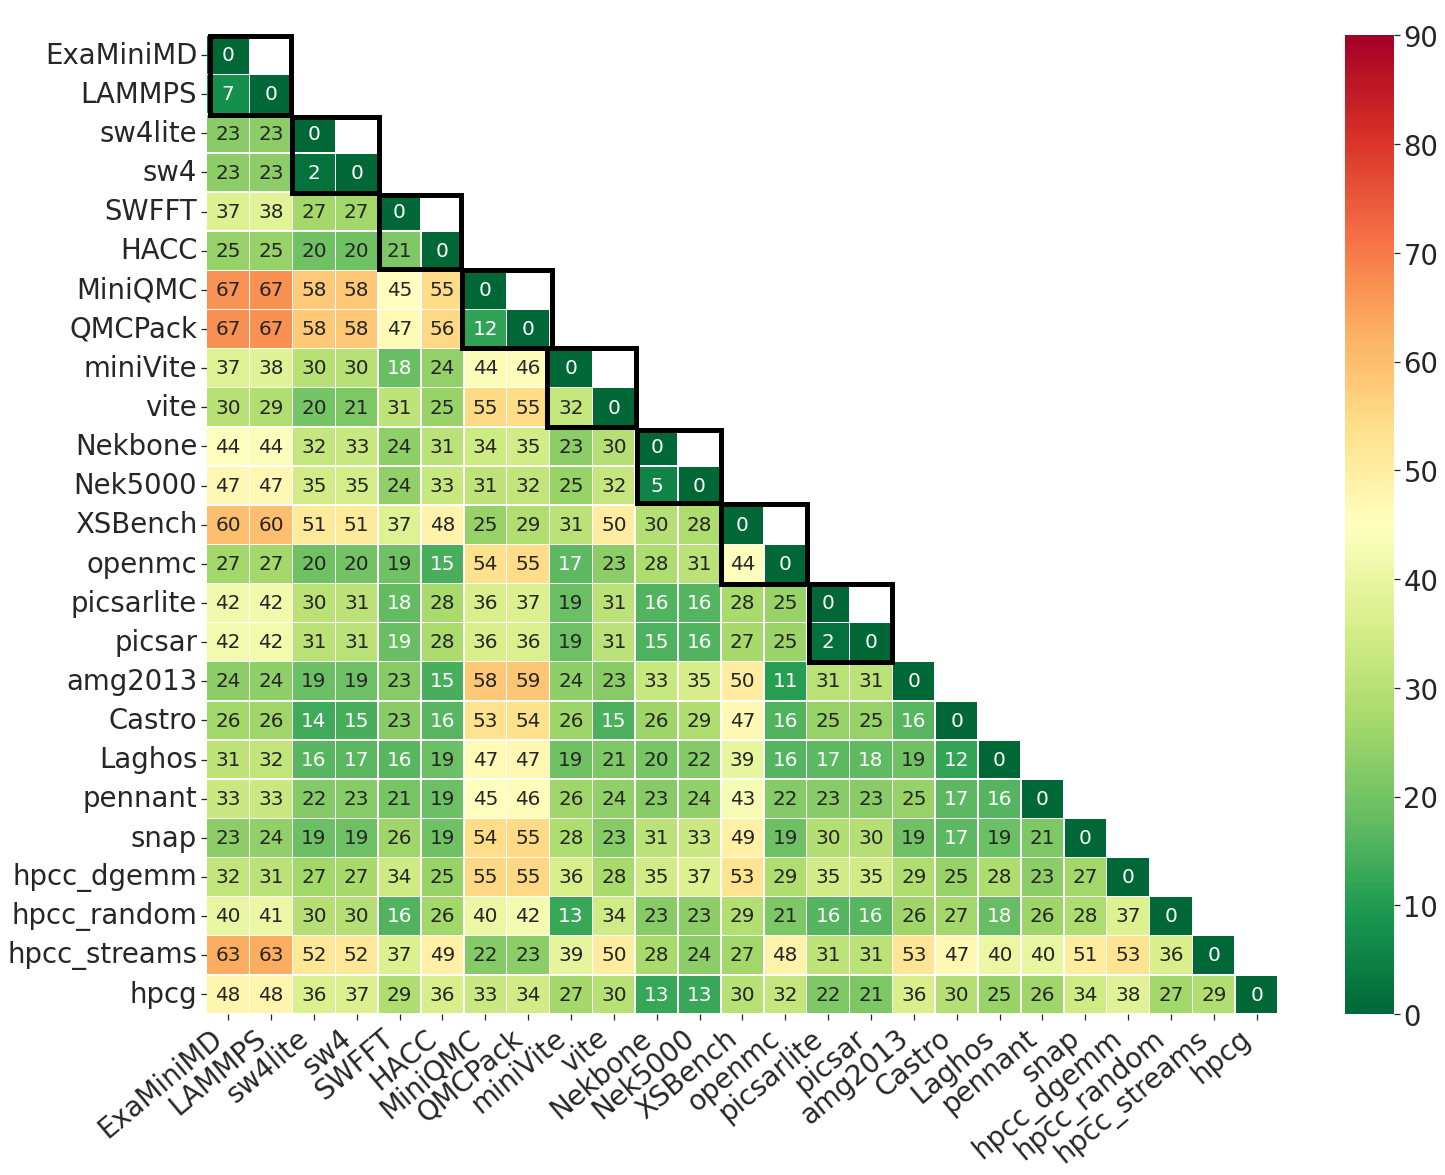 ExaMiniMD 0
LAMMPS 7 0
sw4lite 23 23 0
sw4 23 23 2 0
SWFFT 37 38 27 27 0
HACC 25 25 20 20 21 0
MiniQMC 67 67 58 58 45 55 0
QMCPack 67 67 58 58 47 56 12 0
miniVite 37 38 30 30 18 24 44 46 0
vite 30 29 20 21 31 25 55 55 32 0
Nekbone 44 44 32 33 24 31 34 35 23 30 0
Nek5000 47 47 35 35 24 33 31 32 25 32 5 0
XSBench 60 60 51 51 37 48 25 29 31 50 30 28 0
openmc 27 27 20 20 19 15 54 55 17 23 28 31 44 0
picsarlite 42 42 30 31 18 28 36 37 19 31 16 16 28 25 0
picsar 42 42 31 31 19 28 36 36 19 31 15 16 27 25 2 0
amg2013 24 24 19 19 23 15 58 59 24 23 33 35 50 11 31 31 0
Castro 26 26 14 15 23 16 53 54 26 15 26 29 47 16 25 25 16 0
Laghos 31 32 16 17 16 19 47 47 19 21 20 22 39 16 17 18 19 12 0
pennant 33 33 22 23 21 19 45 46 26 24 23 24 43 22 23 23 25 17 16 0
snap 23 24 19 19 26 19 54 55 28 23 31 33 49 19 30 30 19 17 19 21 0
hpcc_dgemm 32 31 27 27 34 25 55 55 36 28 35 37 53 29 35 35 29 25 28 23 27 0
hpcc_random 40 41 30 30 16 26 40 42 13 34 23 23 29 21 16 16 26 27 18 26 28 37 0
hpcc_streams 63 63 52 52 37 49 22 23 39 50 28 24 27 48 31 31 53 47 40 40 51 53 36 0
hpcg 48 48 36 37 29 36 33 34 27 30 13 13 30 32 22 21 36 30 25 26 34 38 27 29 0
ExaMiniMD
LAMMPS
sw4lite
sw4
SWFFT
HACC
MiniQMC
QMCPack
miniVite
vite
Nekbone
Nek5000
XSBench
openmc
picsarlite
picsar
amg2013
Castro
Laghos
pennant
snap
hpcc_dgemm
hpcc_random
hpcc_streams
hpcg
90
80
70
60
50
40
30
20
10
0